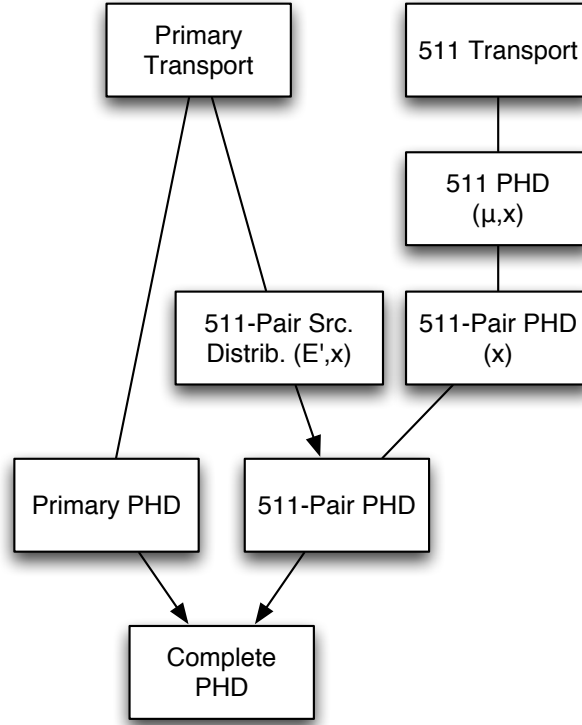 Primary
Transport
511 Transport
511 PHD
(μ,x)
511-Pair Src.
Distrib. (E',x)
511-Pair PHD
(x)
Primary PHD
511-Pair PHD
Complete
PHD